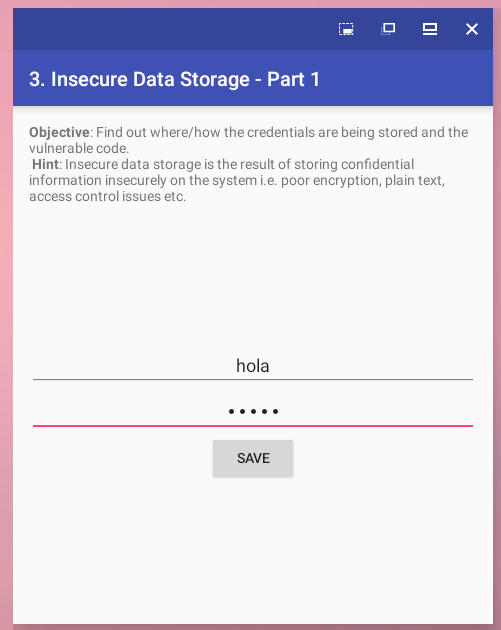 3. Insecure Data Storage - Part 1
Objective: Find out where/how the credentials are being stored and the
vulnerable code.
Hint: Insecure data storage is the result of storing confidential
information insecurely on the system i.e. poor encryption, plain text,
access control issues etc.
hola
•••••
SAVE